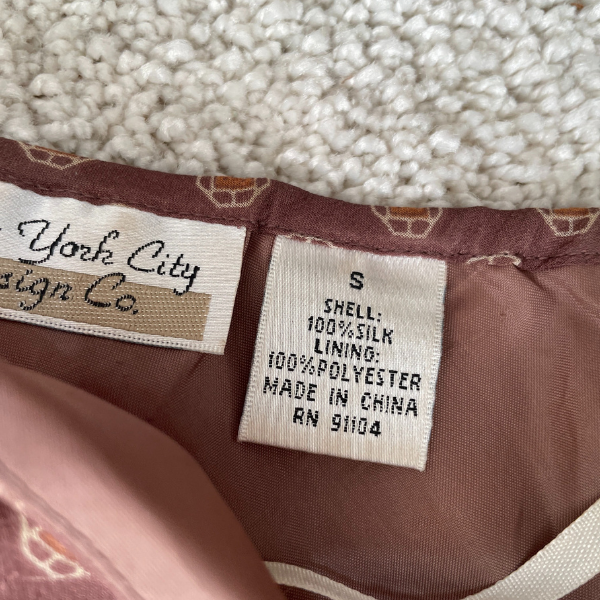 York City
sign Co.
S
SHELL:
100%SILK
LINING:
100%POLYESTER
MADE IN CHINA
RN 91104